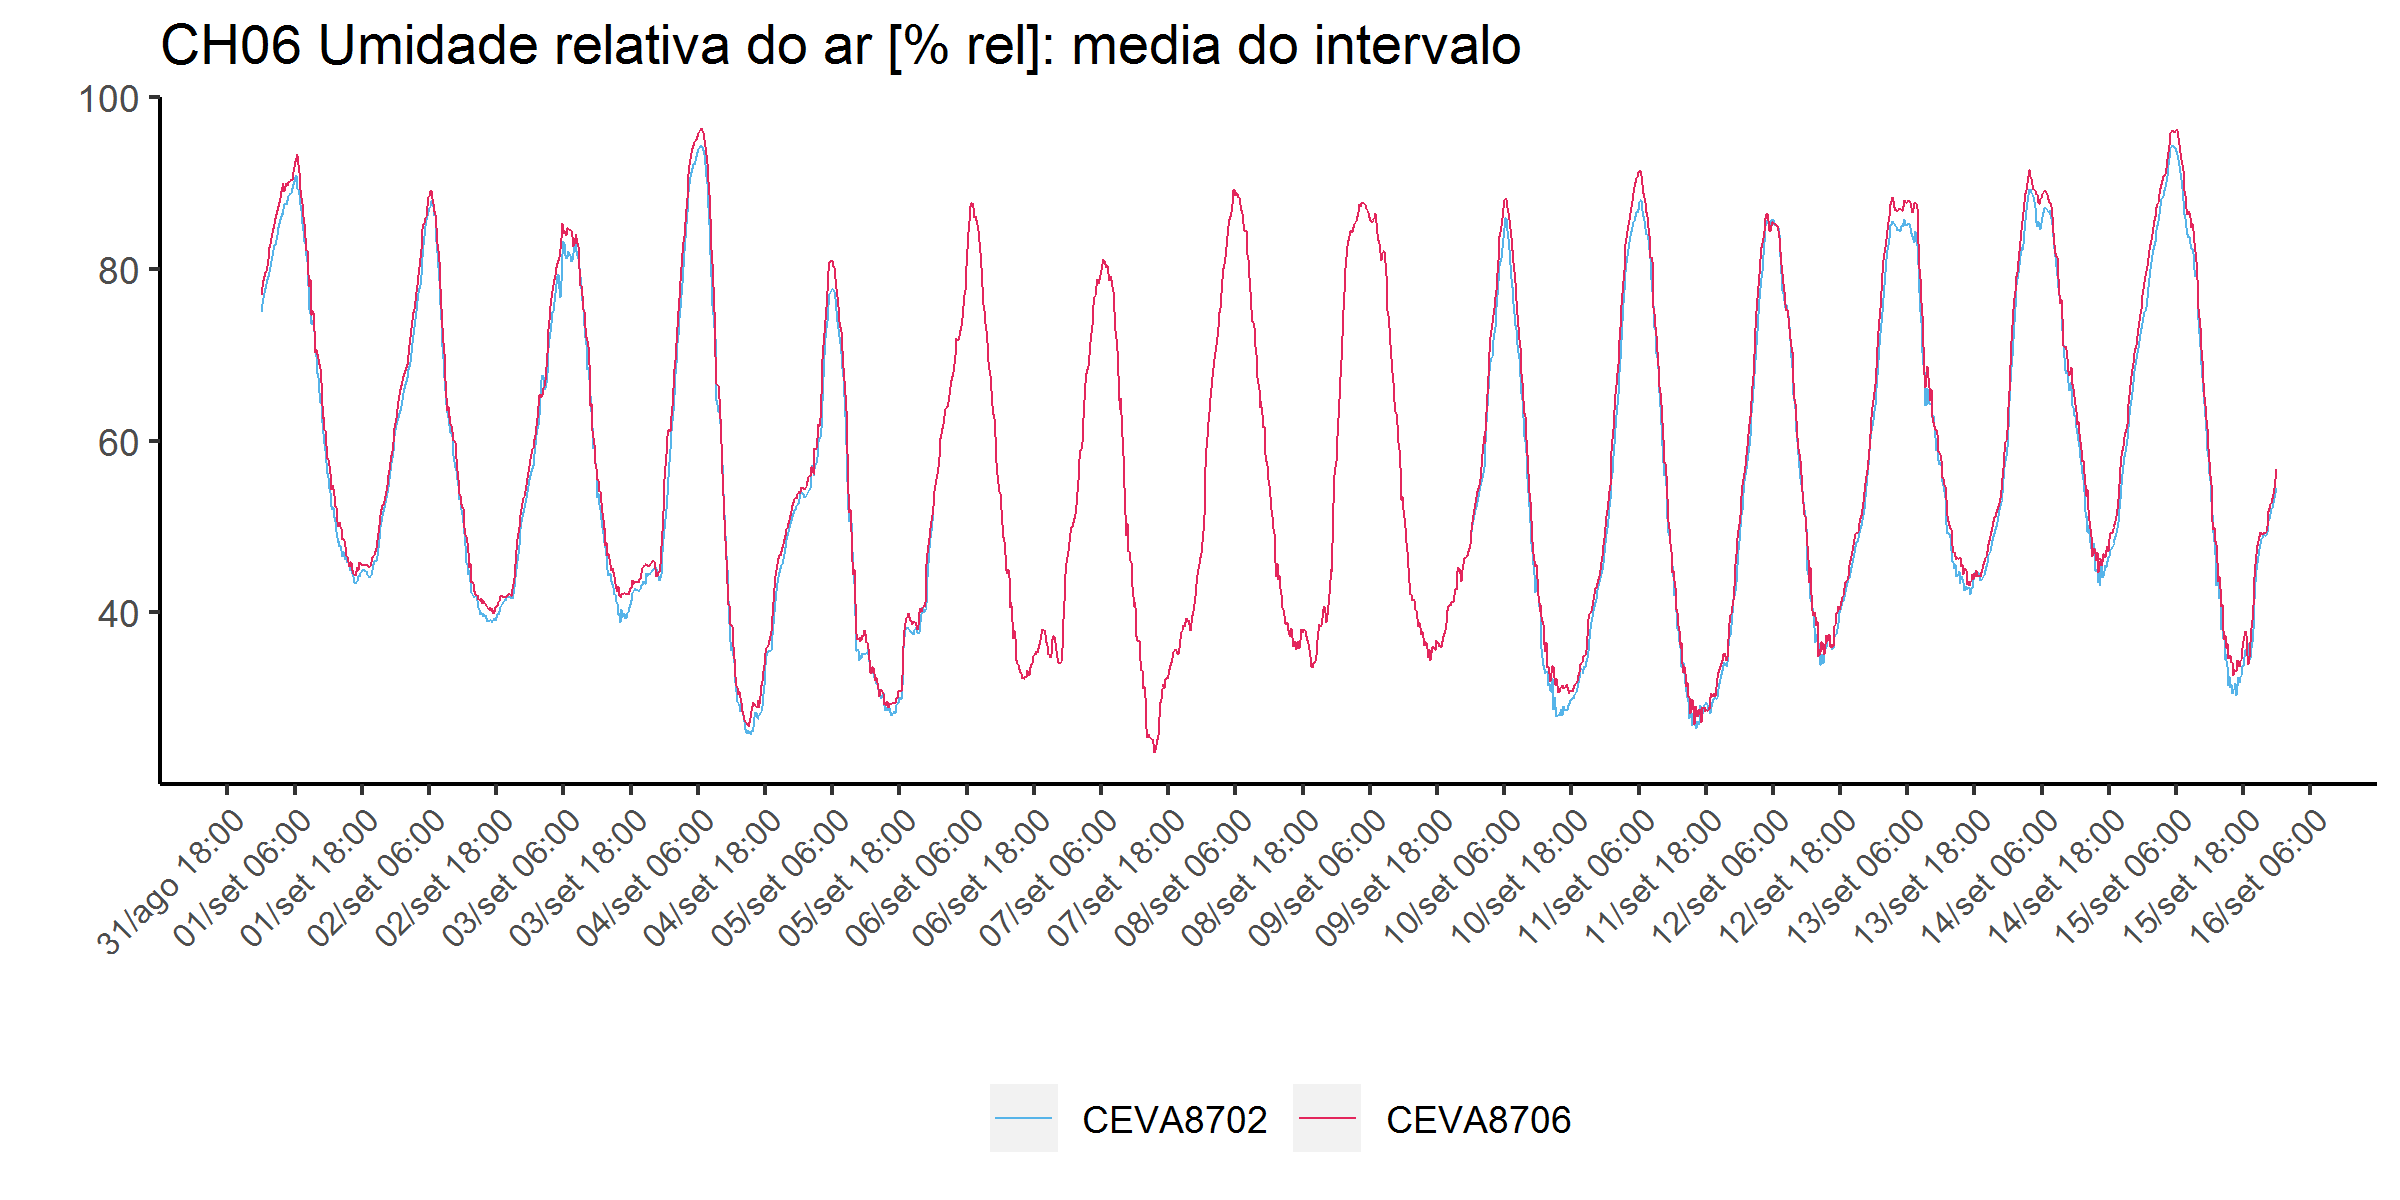 CH06 Umidade relativa do ar [% rel]: media do intervalo
100
80
60
40
31/ago 18:00
01/set 06:00
01/set 18:00
02/set 06:00
02/set 18:00
03/set 06:00
03/set 18:00
04/set 06:00
04/set 18:00
05/set 06:00
05/set 18:00
06/set 06:00
06/set 18:00
07/set 06:00
07/set 18:00
08/set 06:00
08/set 18:00
09/set 06:00
09/set 18:00
10/set 06:00
10/set 18:00
11/set 06:00
11/set 18:00
12/set 06:00
12/set 18:00
13/set 06:00
13/set 18:00
14/set 06:00
14/set 18:00
15/set 06:00
15/set 18:00
16/set 06:00
CEVA8702
CEVA8706